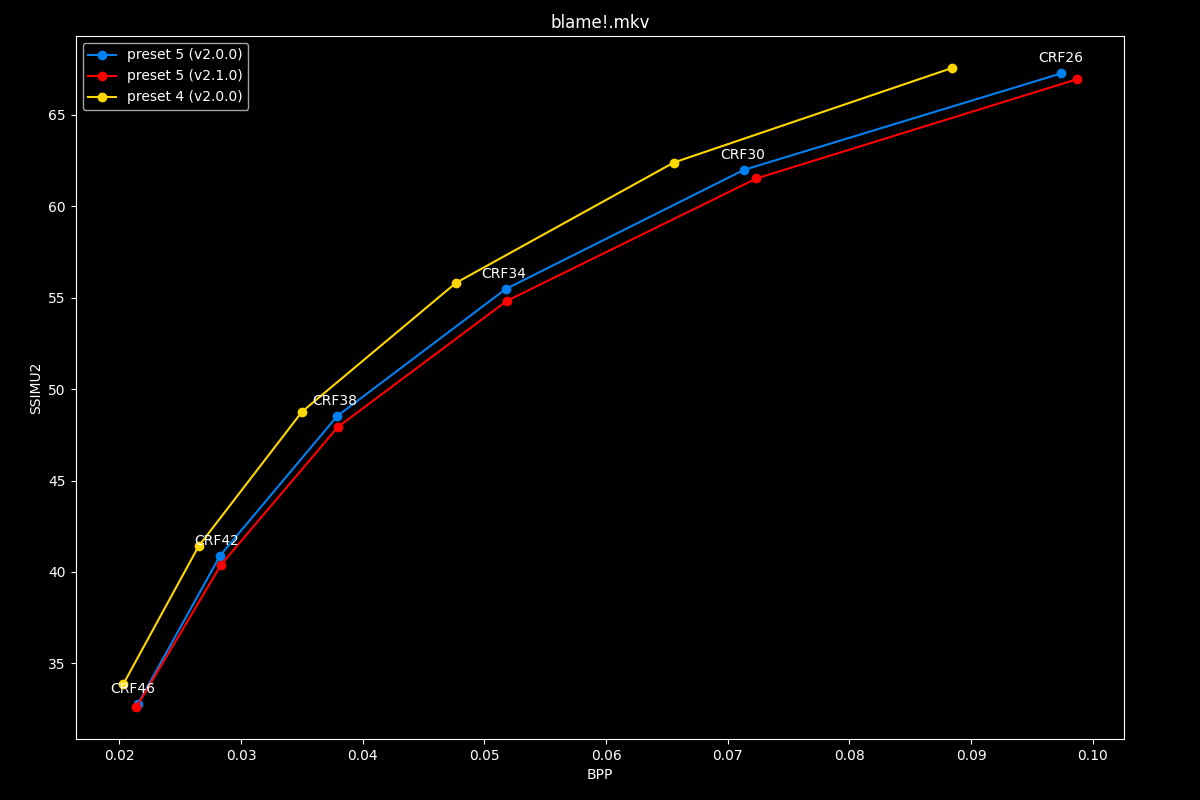 blame!.mkv
preset 5 (v2.0.0)
preset 5 (v2.1.0)
preset 4 (v2.0.0)
CRF26
CRF30
CRF34
CRF38
CRF42
CRF46
65
60
55
50
45
40
35
SSIMU2
0.02 0.03 0.04 0.05 0.06 0.07 0.08 0.09 0.10
BPP